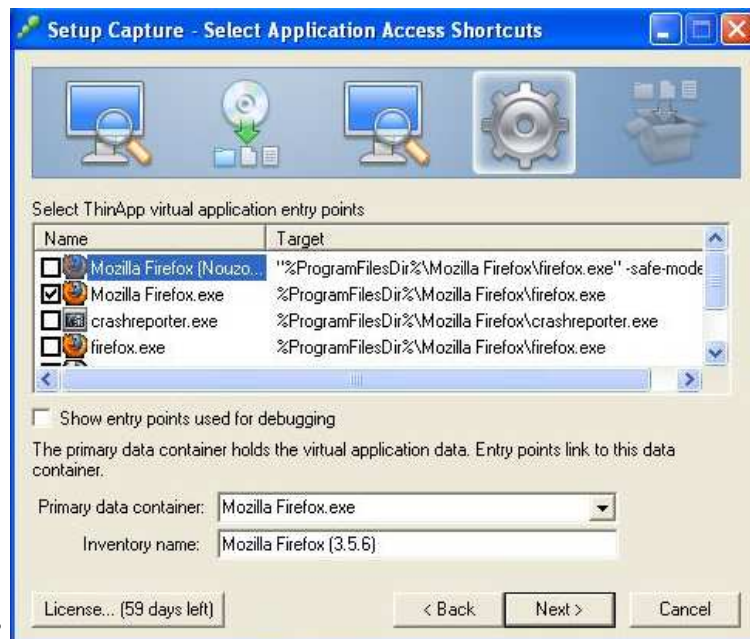 Setup Capture - Select Application Access Shortcuts
Select ThinApp virtual application entry points
Name Target
Mozilla Firefox (Nouzo... "%ProgramFilesDir%\Mozilla Firefox\firefox.exe" -safe-mode
Mozilla Firefox.exe %ProgramFilesDir%\Mozilla Firefox\firefox.exe
crashreporter.exe %ProgramFilesDir%\Mozilla Firefox\crashreporter.exe
firefox.exe %ProgramFilesDir%\Mozilla Firefox\firefox.exe
Show entry points used for debugging
The primary data container holds the virtual application data. Entry points link to this data
container.
Primary data container: Mozilla Firefox.exe
Inventory name: Mozilla Firefox (3.5.6)
License... (59 days left) < Back Next > Cancel